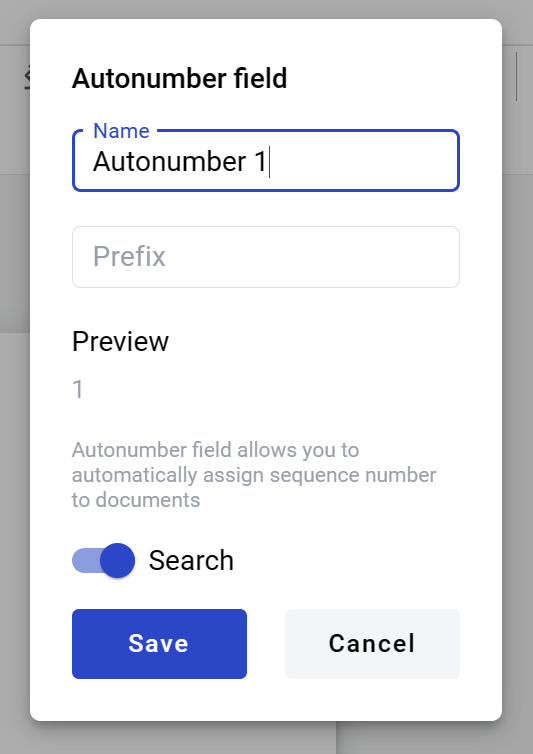 Autonumber field
Name
Autonumber 1
Prefix
Preview
1
Autonumber field allows you to
automatically assign sequence number
to documents
Search
Save
Cancel